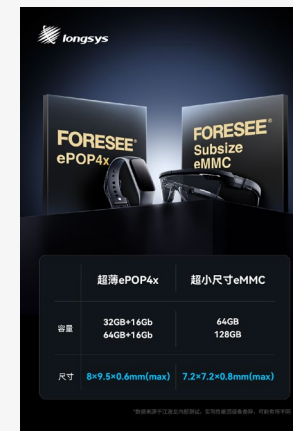 longsys
FORESEE®
ePOP4x
FORESEE®
Subsize
eMMC
超薄ePOP4x 超小尺寸eMMC
容量 32GB+16Gb 64GB
64GB+16Gb 128GB
尺寸 8×9.5×0.6mm(max) 7.2×7.2×0.8mm(max)